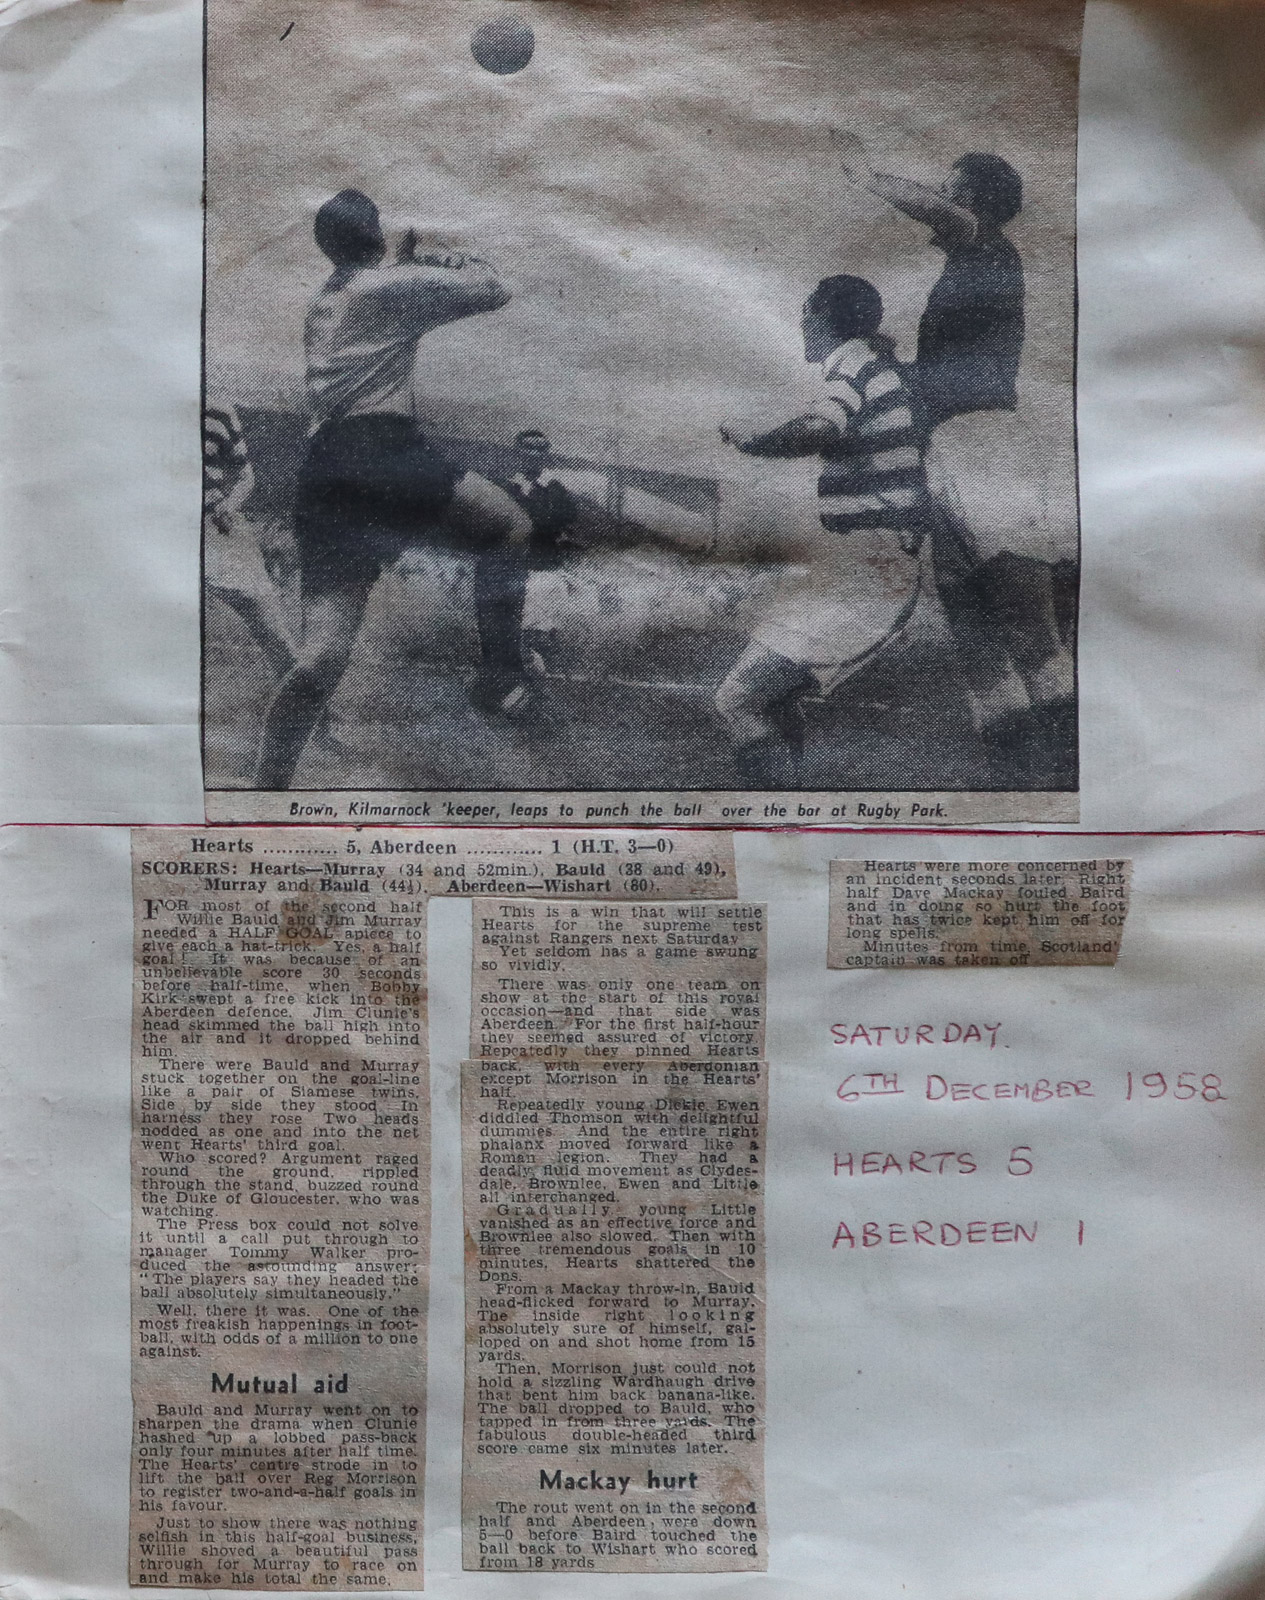 Brown, Kilmarnock 'keeper, leaps to punch the ball over the bar at Rugby Park.
Hearts ............ 5, Aberdeen ............ 1 (H.T. 3—0)
SCORERS: Hearts—Murray (34 and 52min.), Bauld (38 and 49),
Murray and Bauld (44½). Aberdeen—Wishart (80).
FOR most of the second half
Willie Bauld and Jim Murray
needed a HALF GOAL apiece to
give each a hat-trick. Yes, a half
goal! It was because of an
unbelievable score 30 seconds
before half-time, when Bobby
Kirk swept a free kick into the
Aberdeen defence. Jim Clunie's
head skimmed the ball high into
the air and it dropped behind
him.
There were Bauld and Murray
stuck together on the goal-line
like a pair of Siamese twins.
Side by side they stood. In
harness they rose Two heads
nodded as one and into the net
went Hearts' third goal.
Who scored? Argument raged
round the ground, rippled
through the stand, buzzed round
the Duke of Gloucester, who was
watching.
The Press box could not solve
it until a call put through to
manager Tommy Walker pro-
duced the astounding answer:
"The players say they headed the
ball absolutely simultaneously."
Well, there it was. One of the
most freakish happenings in foot-
ball, with odds of a million to one
against.
Mutual aid
Bauld and Murray went on to
sharpen the drama when Clunie
hashed up a lobbed pass-back
only four minutes after half time.
The Hearts' centre strode in to
lift the ball over Reg Morrison
to register two-and-a-half goals in
his favour.
Just to show there was nothing
selfish in this half-goal business,
Willie shoved a beautiful pass
through for Murray to race on
and make his total the same.
This is a win that will settle
Hearts for the supreme test
against Rangers next Saturday
Yet seldom has a game swung
so vividly.
There was only one team on
show at the start of this royal
occasion—and that side was
Aberdeen. For the first half-hour
they seemed assured of victory.
Repeatedly they pinned Hearts
back, with every Aberdonian
except Morrison in the Hearts'
half.
Repeatedly young Dickie Ewen
diddled Thomson with delightful
dummies. And the entire right
phalanx moved forward like a
Roman legion. They had a
deadly, fluid movement as Clydes-
dale, Brownlee, Ewen and Little
all interchanged.
Gradually young Little
vanished as an effective force and
Brownlee also slowed. Then with
three tremendous goals in 10
minutes, Hearts shattered the
Dons.
From a Mackay throw-in, Bauld
head-flicked forward to Murray.
The inside right looking
absolutely sure of himself, gal-
loped on and shot home from 15
yards.
Then, Morrison just could not
hold a sizzling Wardhaugh drive
that bent him back banana-like.
The ball dropped to Bauld, who
tapped in from three yards. The
fabulous double-headed third
score came six minutes later.
Mackay hurt
The rout went on in the second
half and Aberdeen were down
5—0 before Baird touched the
ball back to Wishart who scored
from 18 yards
Hearts were more concerned by
an incident seconds later. Right
half Dave Mackay fouled Baird
and in doing so hurt the foot
that has twice kept him off for
long spells.
Minutes from time, Scotland'
captain was taken off
SATURDAY.
6TH DECEMBER 1958
HEARTS 5
ABERDEEN 1